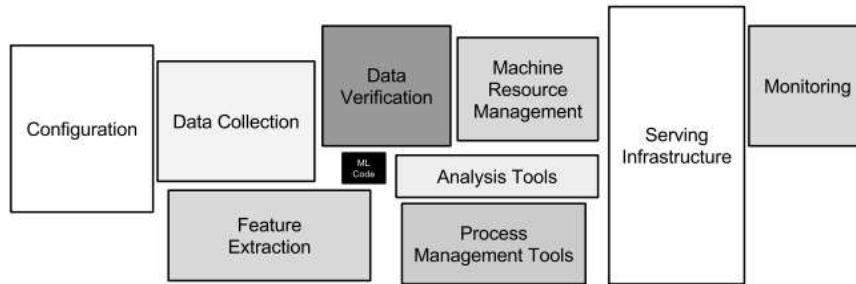 Configuration
Data Collection
Data
Verification
Machine
Resource
Management
Serving
Infrastructure
Monitoring
ML
Code
Analysis Tools
Feature
Extraction
Process
Management Tools